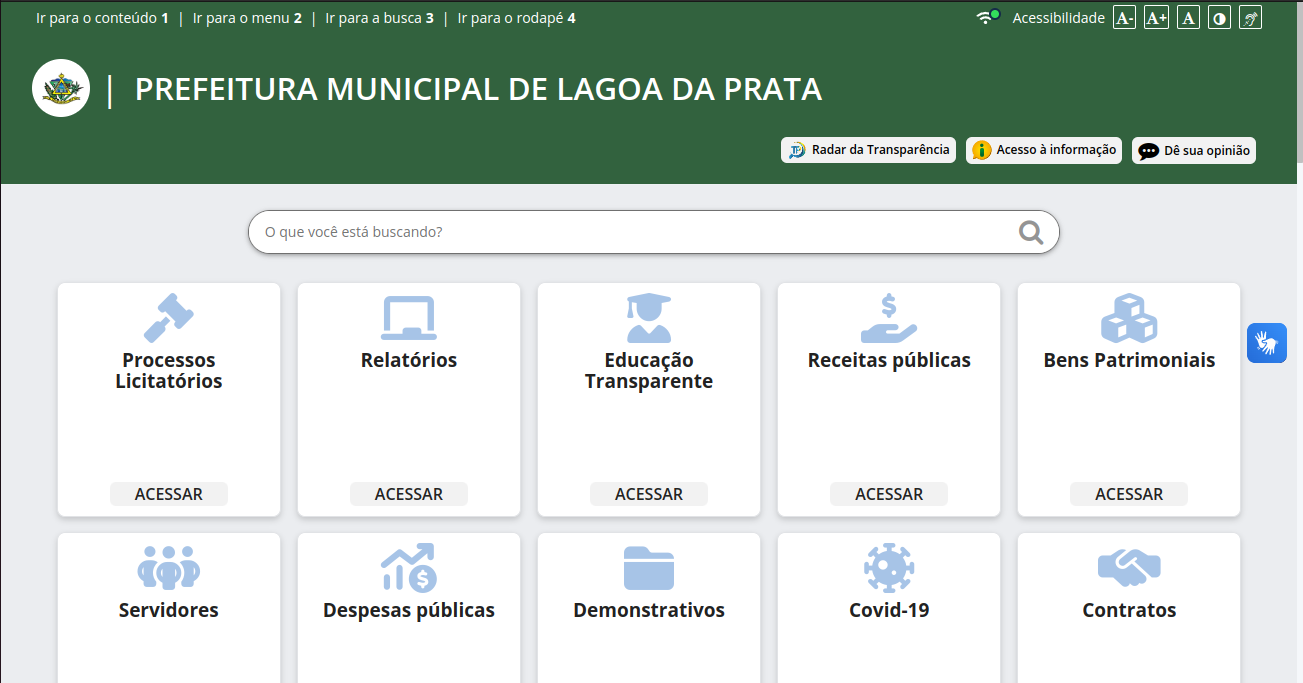 Ir para o conteúdo 1 | Ir para o menu 2 | Ir para a busca 3 | Ir para o rodapé 4
Acessibilidade A- A+ A
| PREFEITURA MUNICIPAL DE LAGOA DA PRATA
Radar da Transparência
Acesso à informação
Dê sua opinião
O que você está buscando?
Processos
Licitatórios
ACESSAR
Relatórios
ACESSAR
Educação
Transparente
ACESSAR
Receitas públicas
ACESSAR
Bens Patrimoniais
ACESSAR
Servidores
Despesas públicas
Demonstrativos
Covid-19
Contratos